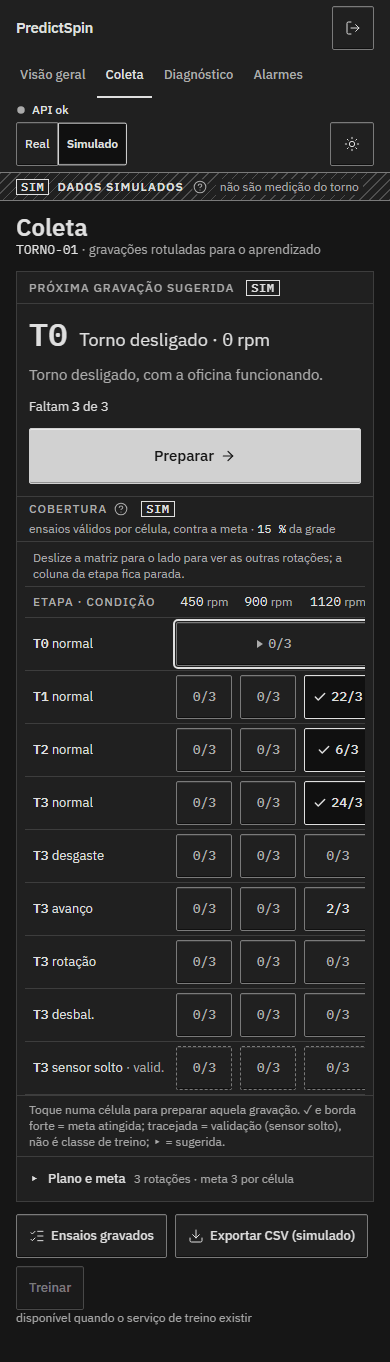 PredictSpin
Visão geral Coleta Diagnóstico Alarmes
API ok
Real Simulado
SIM DADOS SIMULADOS ? não são medição do torno
Coleta
TORNO-01 · gravações rotuladas para o aprendizado
PRÓXIMA GRAVAÇÃO SUGERIDA SIM
T0 Torno desligado · 0 rpm
Torno desligado, com a oficina funcionando.
Faltam 3 de 3
Preparar →
COBERTURA ? SIM
ensaios válidos por célula, contra a meta · 15 % da grade
Deslize a matriz para o lado para ver as outras rotações; a
coluna da etapa fica parada.
ETAPA · CONDIÇÃO 450 rpm 900 rpm 1120 rpm
T0 normal ▸ 0/3
T1 normal 0/3 0/3 ✓ 22/3
T2 normal 0/3 0/3 ✓ 6/3
T3 normal 0/3 0/3 ✓ 24/3
T3 desgaste 0/3 0/3 0/3
T3 avanço 0/3 0/3 2/3
T3 rotação 0/3 0/3 0/3
T3 desbal. 0/3 0/3 0/3
T3 sensor solto · valid. 0/3 0/3 0/3
Toque numa célula para preparar aquela gravação. ✓ e borda
forte = meta atingida; tracejada = validação (sensor solto),
não é classe de treino; ▸ = sugerida.
▸ Plano e meta 3 rotações · meta 3 por célula
Ensaios gravados Exportar CSV (simulado)
Treinar
disponível quando o serviço de treino existir